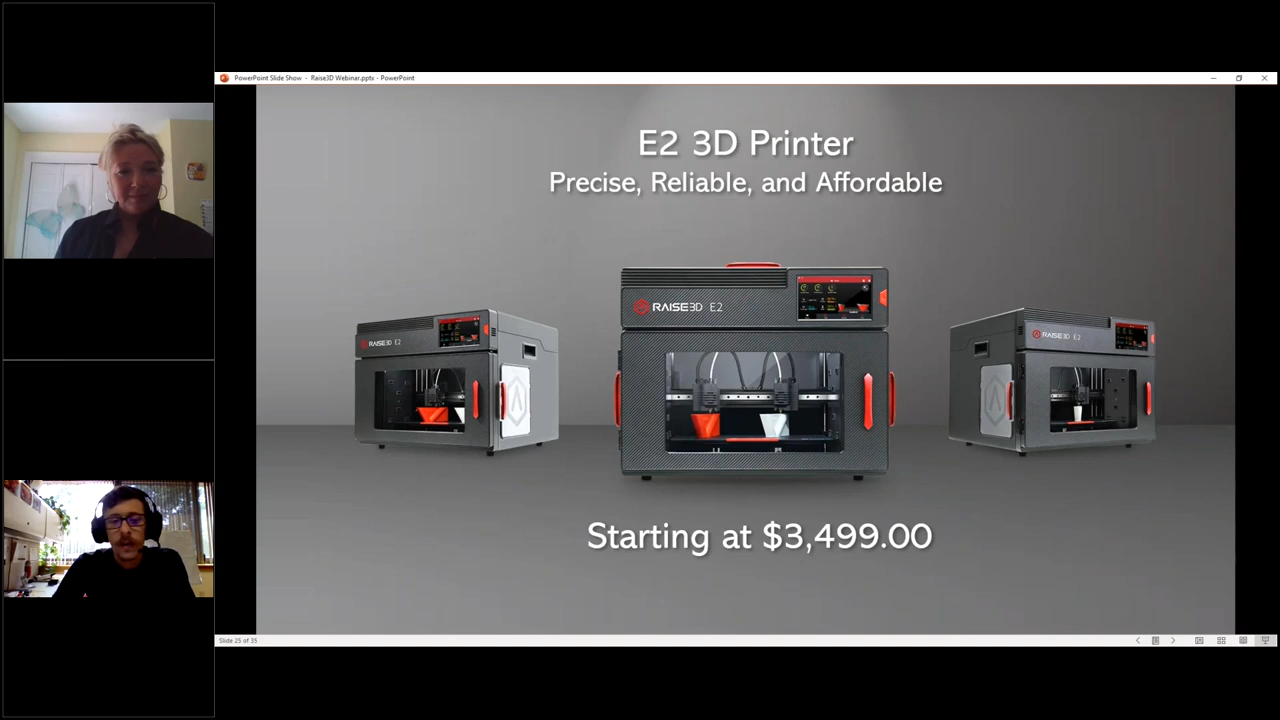 PowerPoint Slide Show - Raise3D Webinar.pptx - PowerPoint
E2 3D Printer
Precise, Reliable, and Affordable
RAISE3D E2
RAISE3D E2
RAISE3D E2
Starting at $3,499.00
Slide 25 of 35